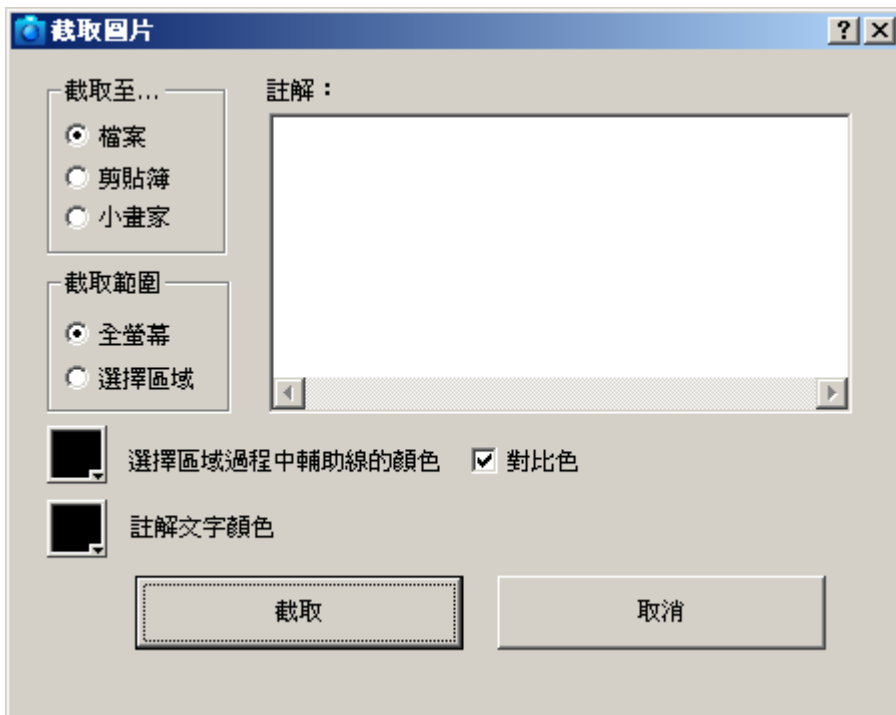 截取圖片
截取至...
檔案
剪貼簿
小畫家
註解：
截取範圍
全螢幕
選擇區域
選擇區域過程中輔助線的顏色
對比色
註解文字顏色
截取
取消